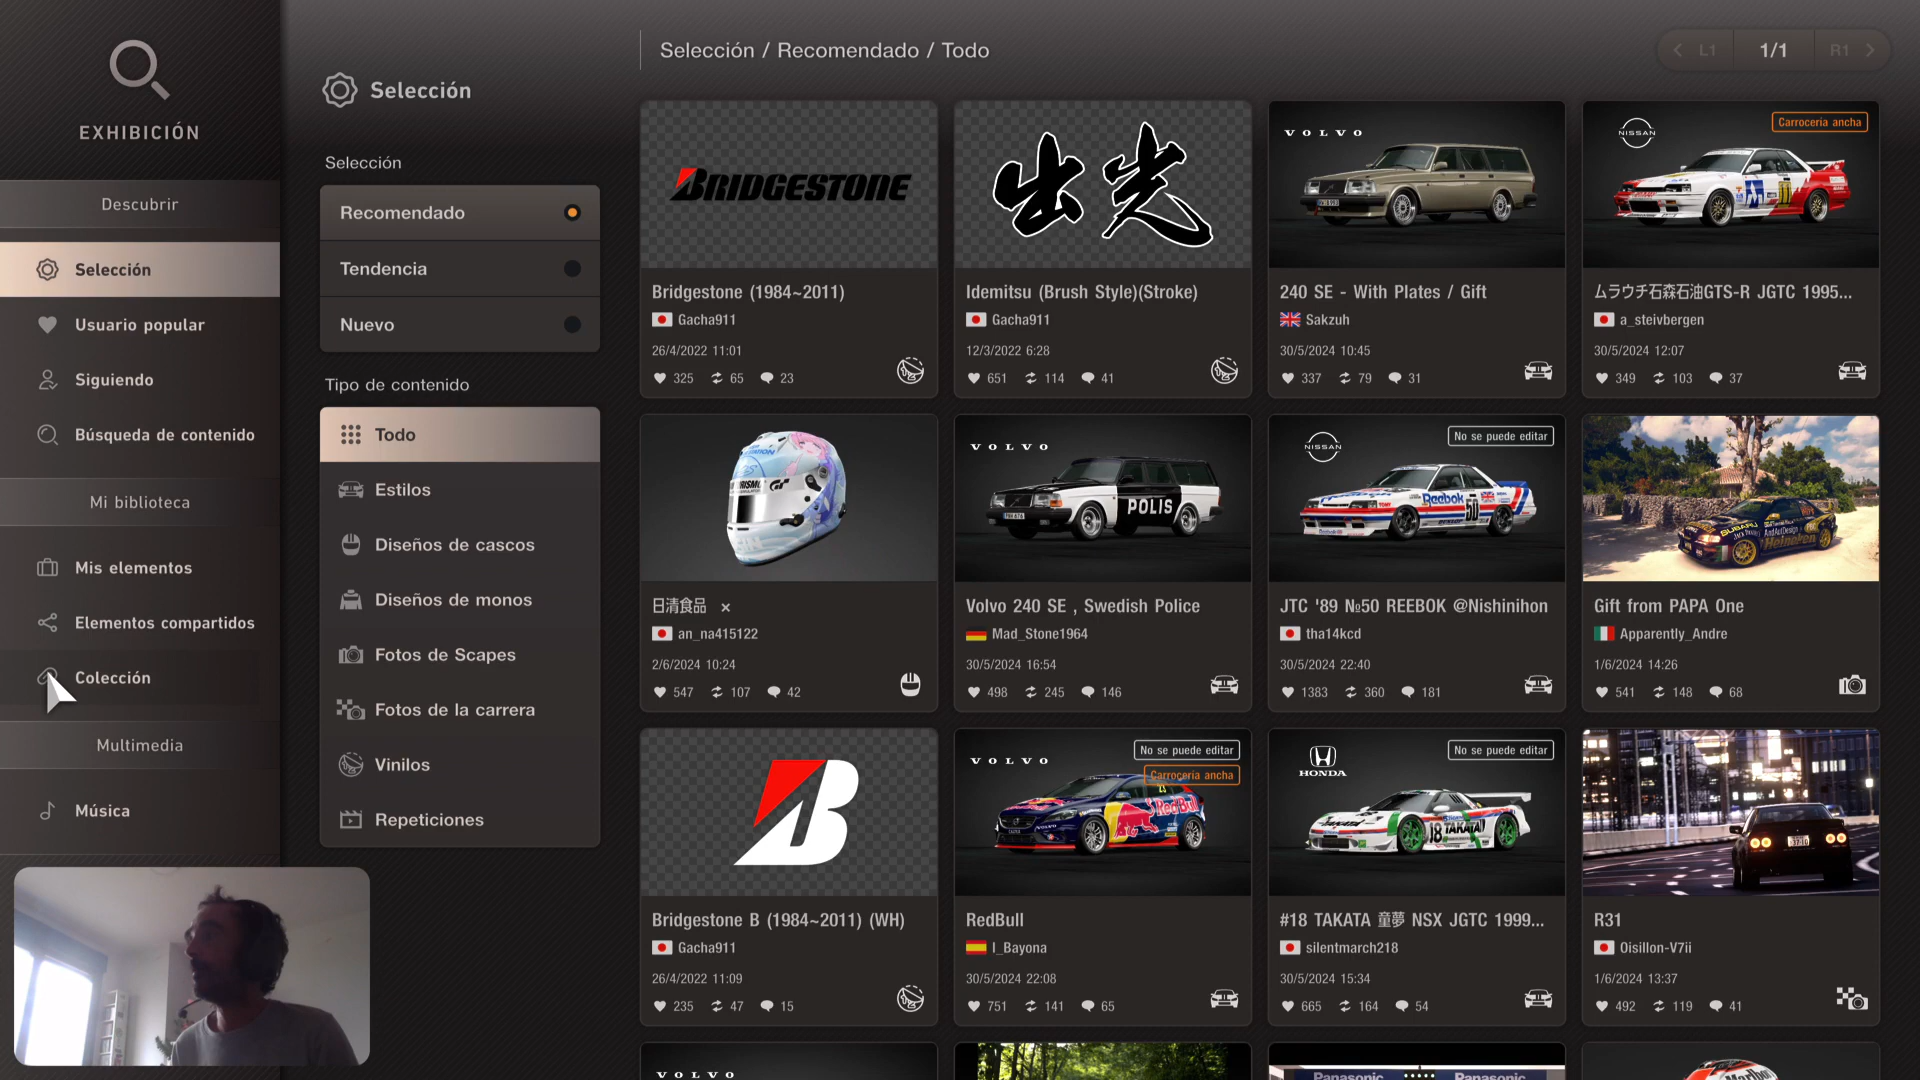 EXHIBICIÓN
Descubrir
Selección
Usuario popular
Siguiendo
Búsqueda de contenido
Mi biblioteca
Mis elementos
Elementos compartidos
Colección
Multimedia
Música
Selección
Selección
Recomendado
Tendencia
Nuevo
Tipo de contenido
Todo
Estilos
Diseños de cascos
Diseños de monos
Fotos de Scapes
Fotos de la carrera
Vinilos
Repeticiones
Selección / Recomendado / Todo
L1
1/1
R1
BRIDGESTONE
Bridgestone (1984~2011)
Gacha911
26/4/2022 11:01
325 65 23
出光
Idemitsu (Brush Style)(Stroke)
Gacha911
12/3/2022 6:28
651 114 41
VOLVO
240 SE - With Plates / Gift
Sakzuh
30/5/2024 10:45
337 79 31
NISSAN
Carrocería ancha
ムラウチ石森石油GTS-R JGTC 1995...
a_steivbergen
30/5/2024 12:07
349 103 37
日清食品 ×
an_na415122
2/6/2024 10:24
547 107 42
VOLVO
POLIS
Volvo 240 SE , Swedish Police
Mad_Stone1964
30/5/2024 16:54
498 245 146
NISSAN
No se puede editar
Reebok
50
JTC '89 №50 REEBOK @Nishinihon
tha14kcd
30/5/2024 22:40
1383 360 181
SUBARU
Heineken
Gift from PAPA One
Apparently_Andre
1/6/2024 14:26
541 148 68
B
Bridgestone B (1984~2011) (WH)
Gacha911
26/4/2022 11:09
235 47 15
VOLVO
No se puede editar
Carrocería ancha
RedBull
RedBull
I_Bayona
30/5/2024 22:08
751 141 65
HONDA
No se puede editar
18 TAKATA
#18 TAKATA 童夢 NSX JGTC 1999...
silentmarch218
30/5/2024 15:34
665 164 54
R31
Oisillon-V7ii
1/6/2024 13:37
492 119 41
VOLVO
Panasonic
Panasonic
Marlboro